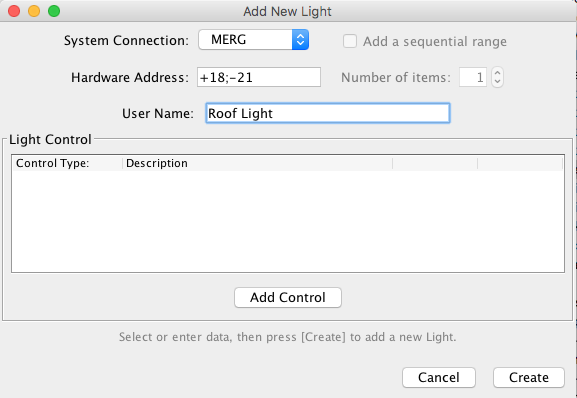 Add New Light
System Connection: MERG Add a sequential range
Hardware Address: +18;-21 Number of items: 1
User Name: Roof Light
Light Control
Control Type: Description
Add Control
Select or enter data, then press [Create] to add a new Light.
Cancel Create